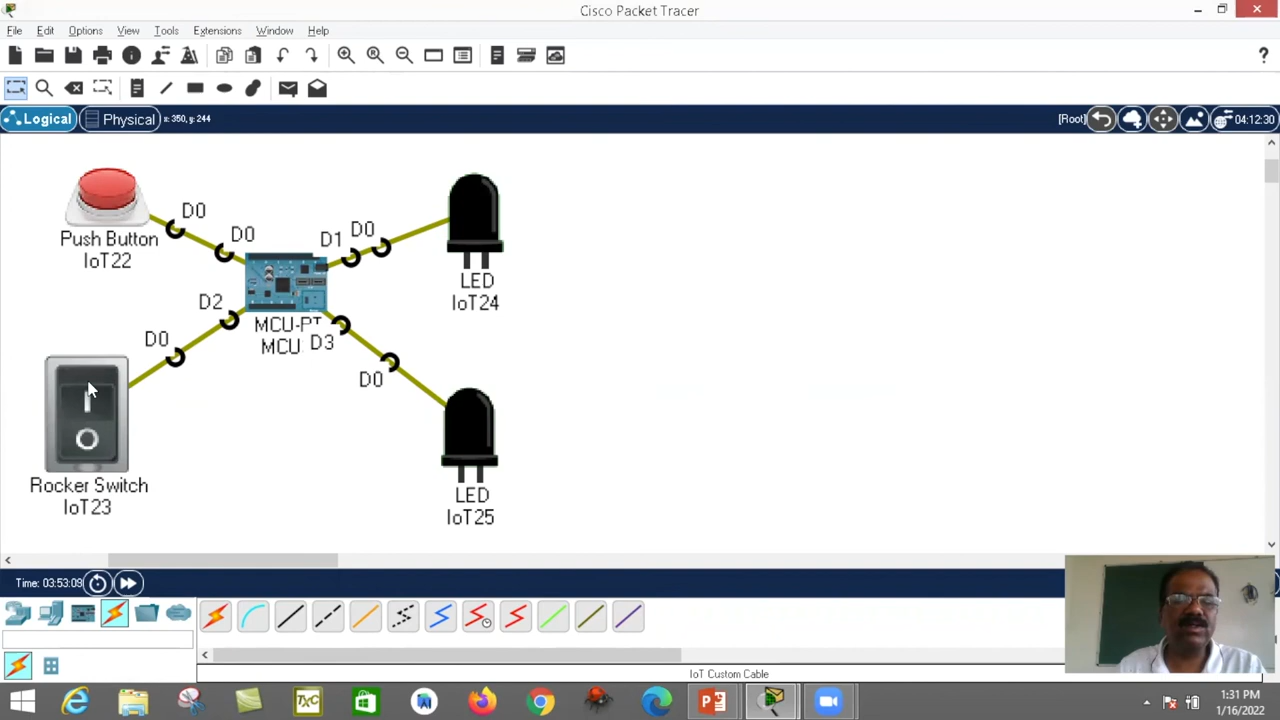 Cisco Packet Tracer
File Edit Options View Tools Extensions Window Help
?
Logical
Physical
x: 350, y: 244
[Root]
04:12:30
D0
D0
D1
D0
Push Button
IoT22
LED
IoT24
D2
MCU-PT
MCU
D3
D0
D0
I
O
Rocker Switch
IoT23
LED
IoT25
Time: 03:53:09
IoT Custom Cable
TXC
1:31 PM
1/16/2022